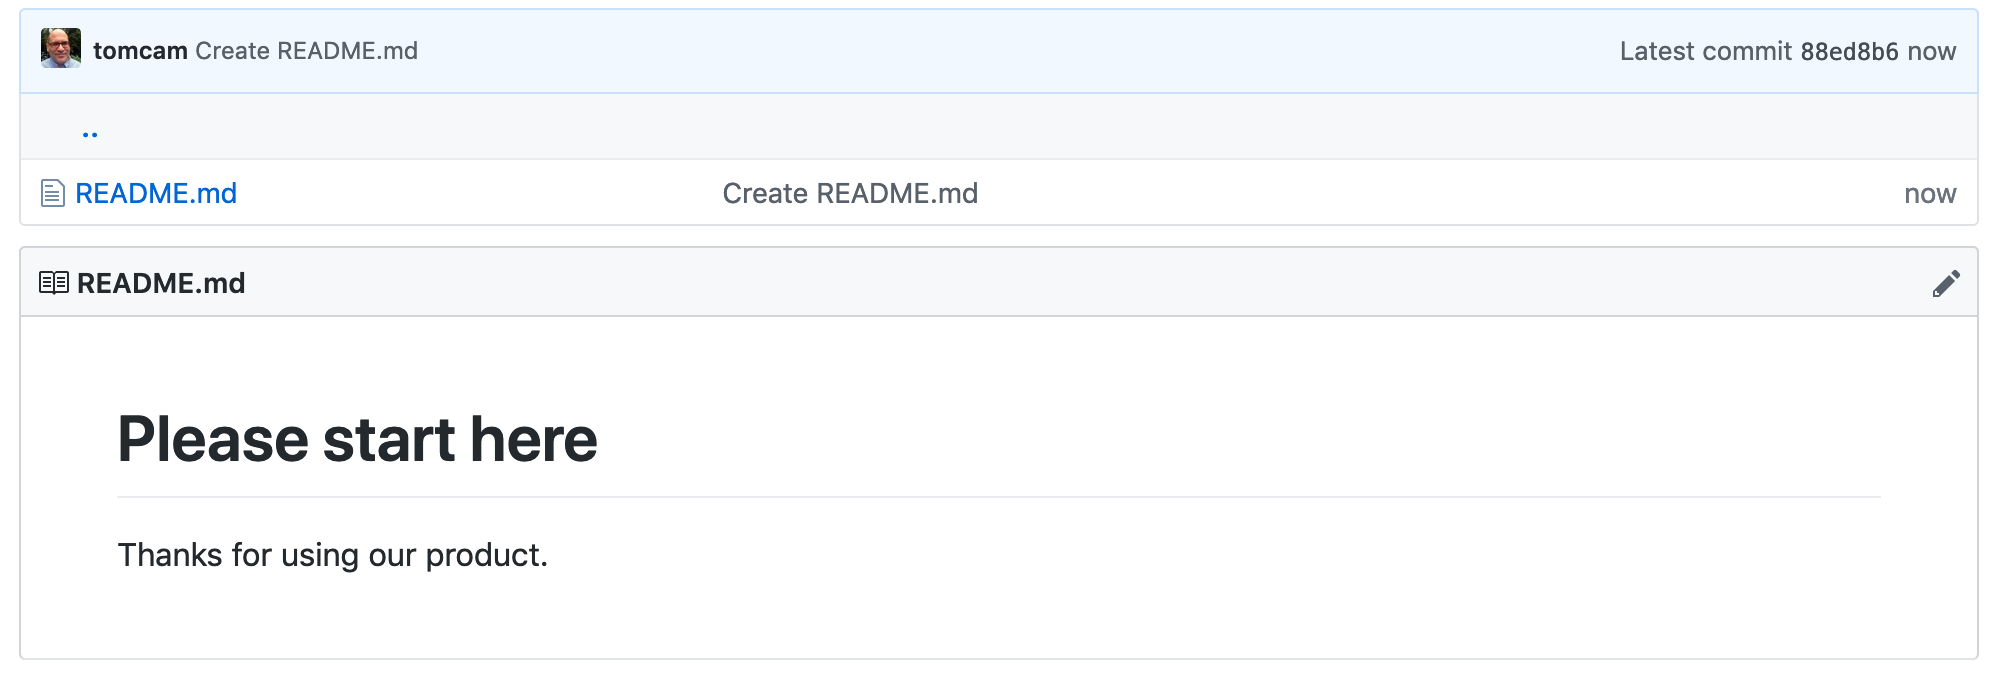 tomcam Create README.md Latest commit 88ed8b6 now
..
README.md Create README.md now
README.md
Please start here
Thanks for using our product.